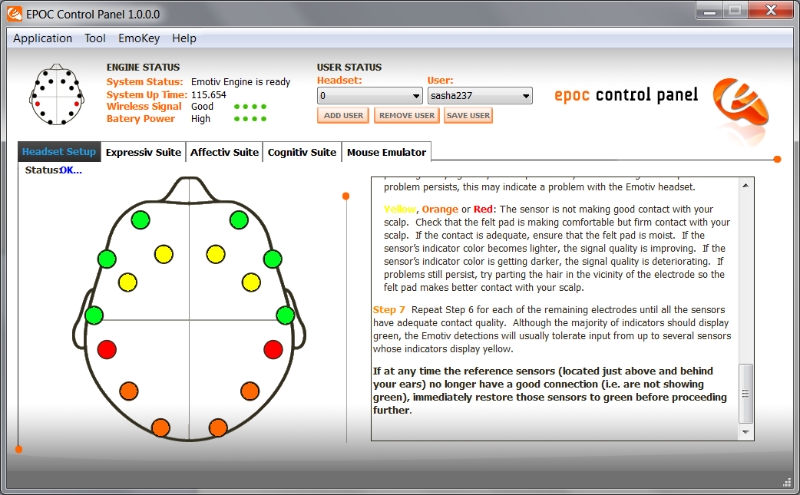 EPOC Control Panel 1.0.0.0
Application Tool EmoKey Help
ENGINE STATUS
System Status: Emotiv Engine is ready
System Up Time: 115.654
Wireless Signal Good
Batery Power High
USER STATUS
Headset: User:
0 sasha237
ADD USER REMOVE USER SAVE USER
epoc control panel
Headset Setup Expressiv Suite Affectiv Suite Cognitiv Suite Mouse Emulator
Status:OK...
problem persists, this may indicate a problem with the Emotiv headset.
Yellow, Orange or Red: The sensor is not making good contact with your
scalp. Check that the felt pad is making comfortable but firm contact with your
scalp. If the contact is adequate, ensure that the felt pad is moist. If the
sensor's indicator color becomes lighter, the signal quality is improving. If the
sensor's indicator color is getting darker, the signal quality is deteriorating. If
problems still persist, try parting the hair in the vicinity of the electrode so the
felt pad makes better contact with your scalp.
Step 7 Repeat Step 6 for each of the remaining electrodes until all the sensors
have adequate contact quality. Although the majority of indicators should display
green, the Emotiv detections will usually tolerate input from up to several sensors
whose indicators display yellow.
If at any time the reference sensors (located just above and behind
your ears) no longer have a good connection (i.e. are not showing
green), immediately restore those sensors to green before proceeding
further.